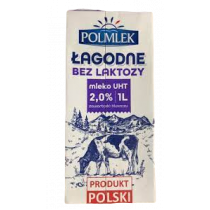 POLMLEK
ŁAGODNE
BEZ LAKTOZY
mleko UHT
2,0% 1L
PRODUKT
POLSKI